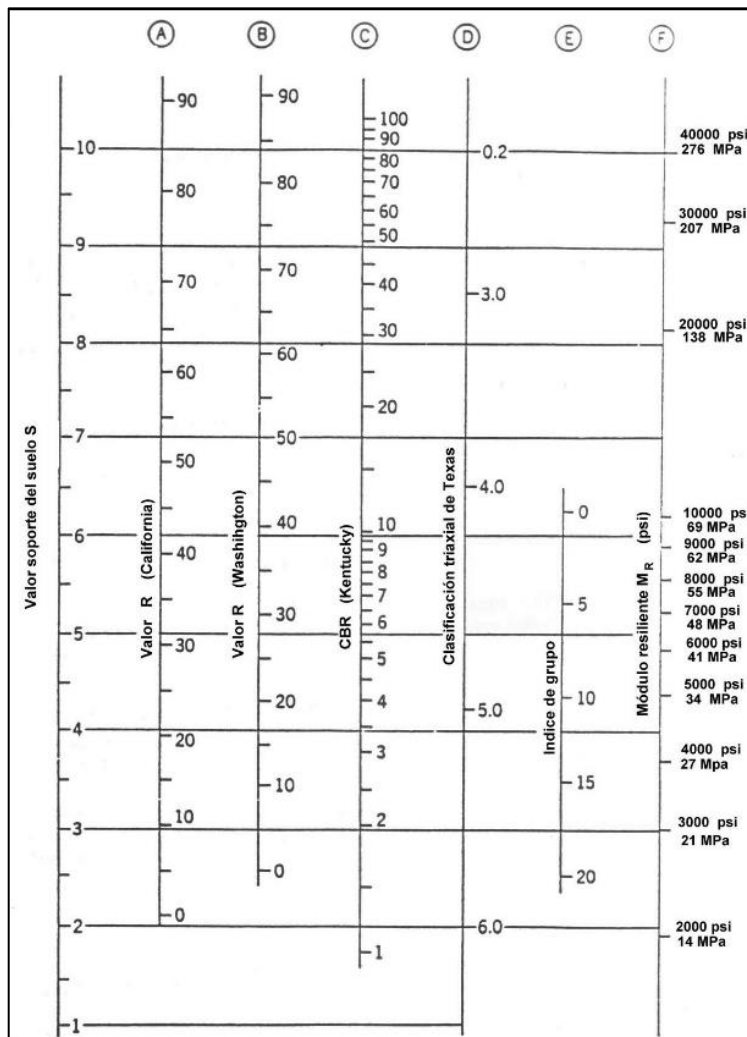 A B C D E F
Valor soporte del suelo S
10
9
8
7
6
5
4
3
2
1
Valor R (California)
90
80
70
60
50
40
30
20
10
0
Valor R (Washington)
90
80
70
60
50
40
30
20
10
0
CBR (Kentucky)
100
90
80
70
60
50
40
30
20
10
9
8
7
6
5
4
3
2
1
Clasificación triaxial de Texas
0.2
3.0
4.0
5.0
6.0
Indice de grupo
0
5
10
15
20
Módulo resiliente MR (psi)
40000 psi
276 MPa
30000 psi
207 MPa
20000 psi
138 MPa
10000 psi
69 MPa
9000 psi
62 MPa
8000 psi
55 MPa
7000 psi
48 MPa
6000 psi
41 MPa
5000 psi
34 MPa
4000 psi
27 Mpa
3000 psi
21 MPa
2000 psi
14 MPa